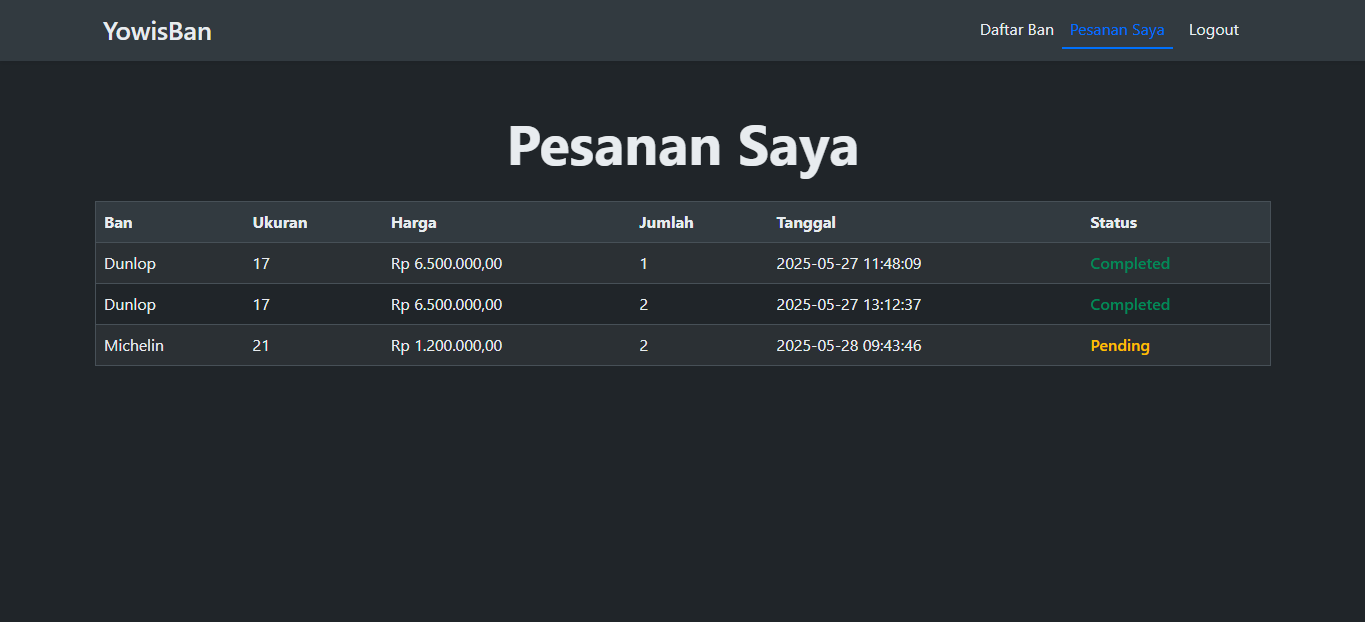 YowisBan Daftar Ban Pesanan Saya Logout
Pesanan Saya
Ban Ukuran Harga Jumlah Tanggal Status
Dunlop 17 Rp 6.500.000,00 1 2025-05-27 11:48:09 Completed
Dunlop 17 Rp 6.500.000,00 2 2025-05-27 13:12:37 Completed
Michelin 21 Rp 1.200.000,00 2 2025-05-28 09:43:46 Pending